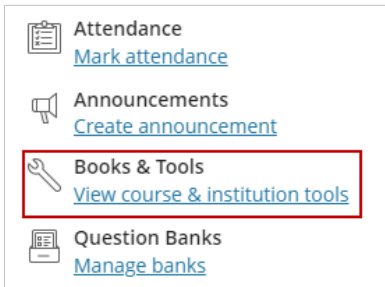 Attendance
Mark attendance
Announcements
Create announcement
Books & Tools
View course & institution tools
Question Banks
Manage banks